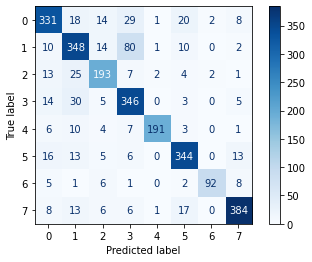 0 331 18 14 29 1 20 2 8
1 10 348 14 80 1 10 0 2
2 13 25 193 7 2 4 2 1
3 14 30 5 346 0 3 0 5
4 6 10 4 7 191 3 0 1
5 16 13 5 6 0 344 0 13
6 5 1 6 1 0 2 92 8
7 8 13 6 6 1 17 0 384
0 1 2 3 4 5 6 7
Predicted label
True label
350
300
250
200
150
100
50
0